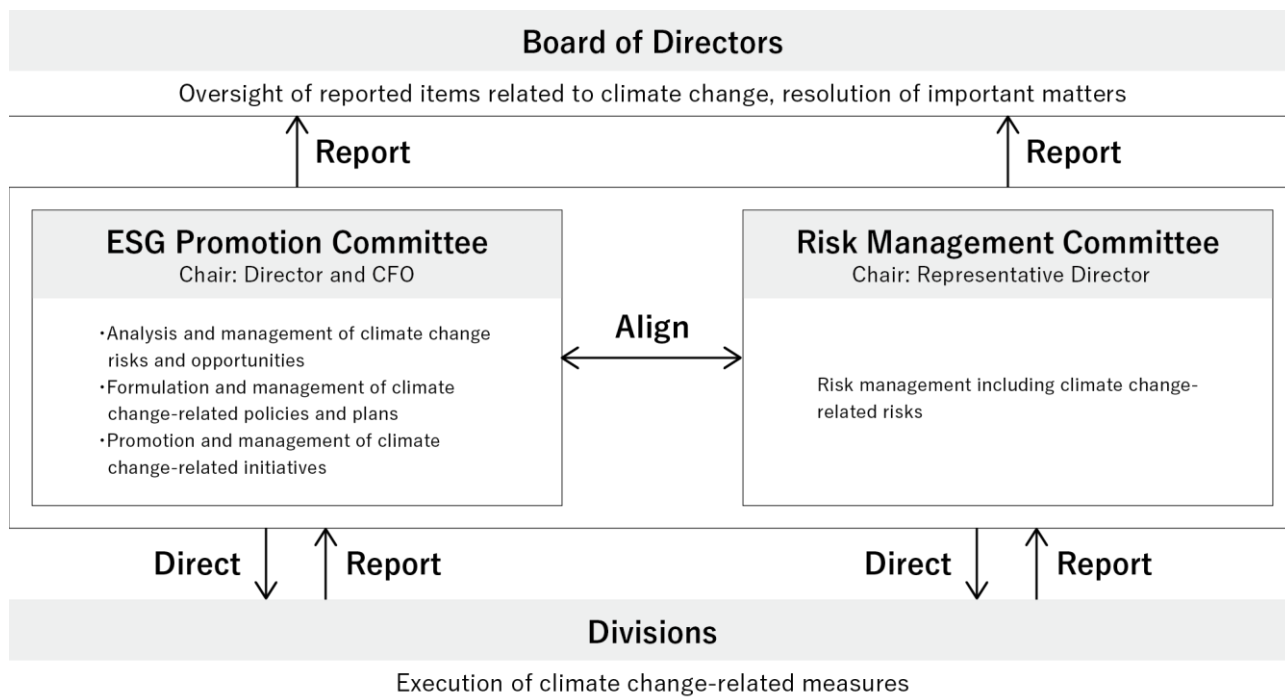 Board of Directors
Oversight of reported items related to climate change, resolution of important matters
Report
Report
ESG Promotion Committee
Chair: Director and CFO
・Analysis and management of climate change
risks and opportunities
・Formulation and management of climate
change-related policies and plans
・Promotion and management of climate
change-related initiatives
Align
Risk Management Committee
Chair: Representative Director
Risk management including climate change-
related risks
Direct
Report
Direct
Report
Divisions
Execution of climate change-related measures